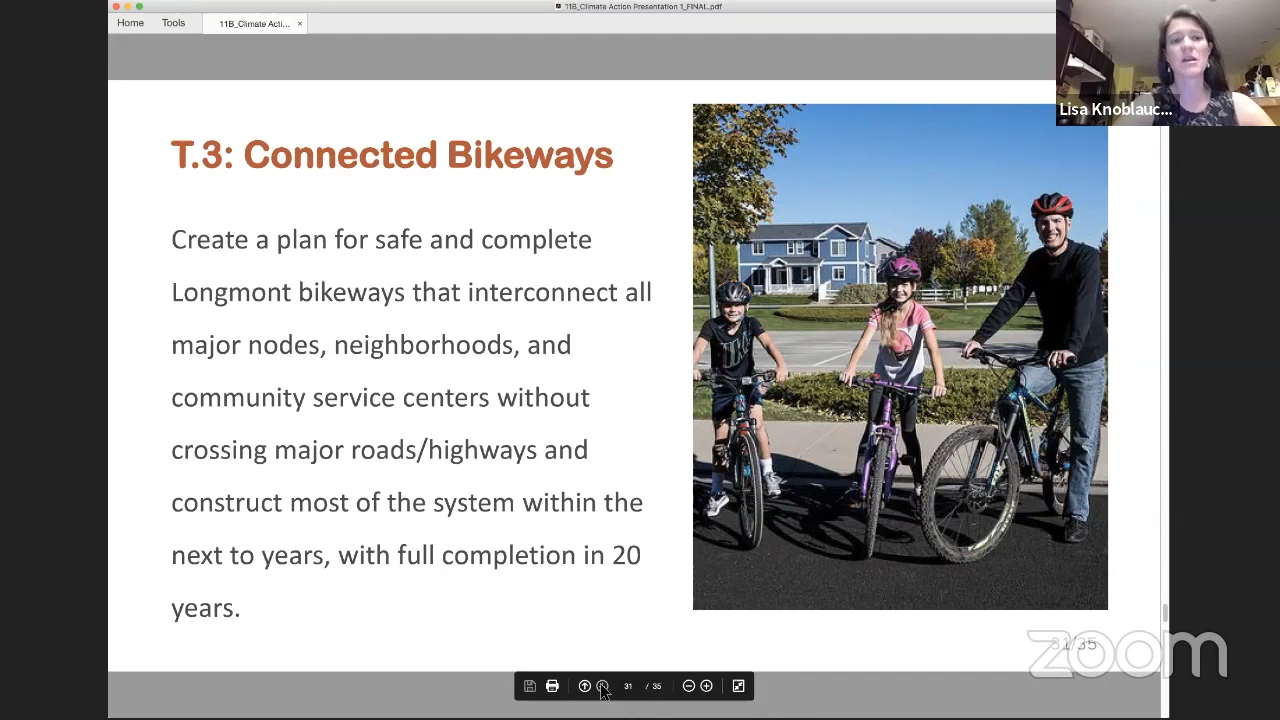 11B_Climate Action Presentation 1_FINAL.pdf
Home Tools 11B_Climate Acti... ×
Lisa Knoblauc...
T.3: Connected Bikeways
Create a plan for safe and complete
Longmont bikeways that interconnect all
major nodes, neighborhoods, and
community service centers without
crossing major roads/highways and
construct most of the system within the
next to years, with full completion in 20
years.
31/35
zoom
31 / 35